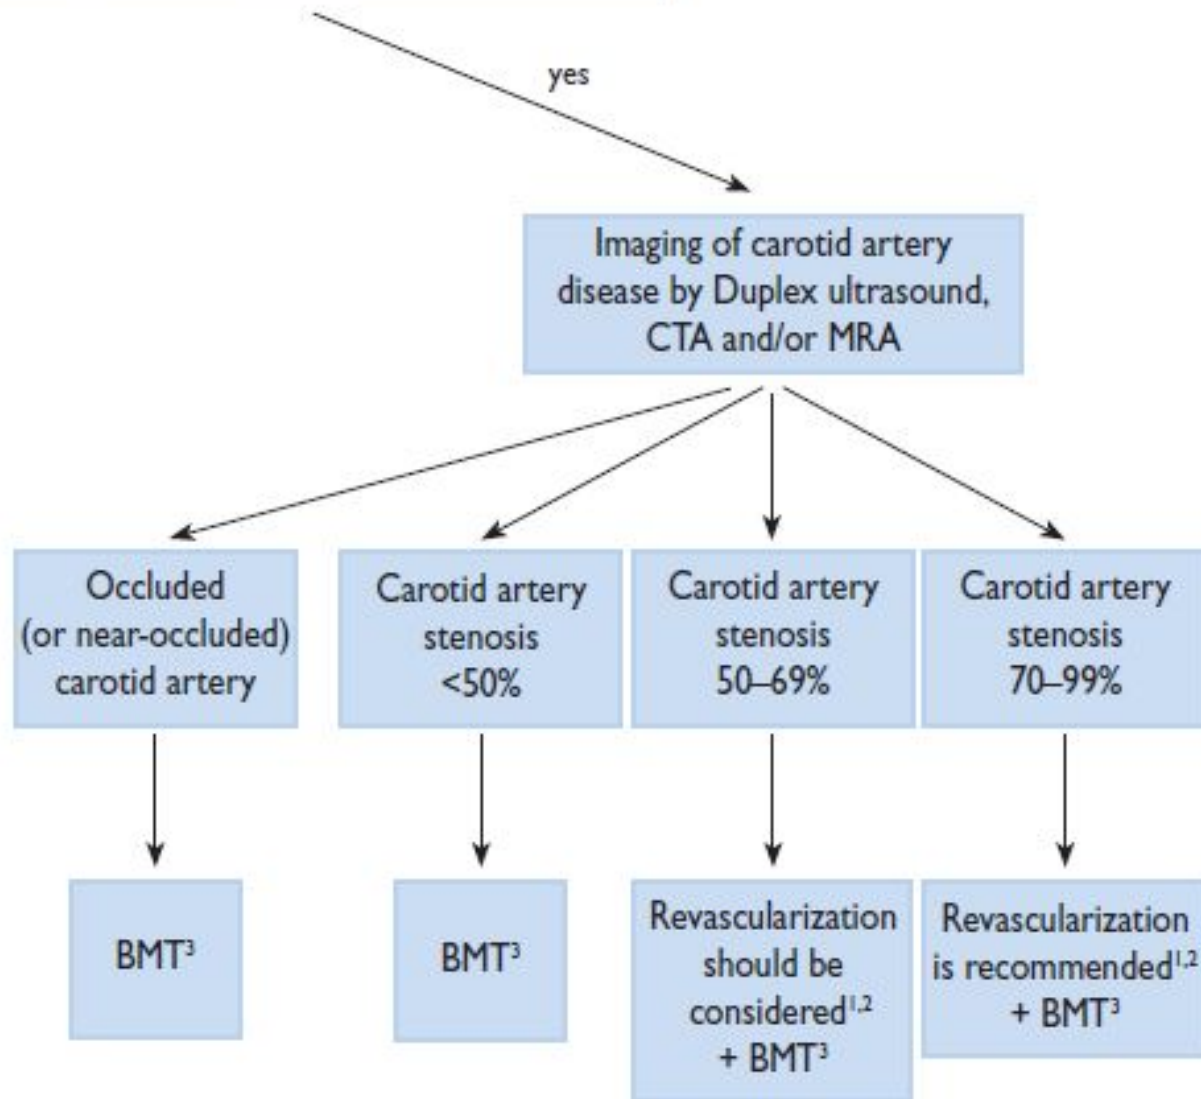 yes
Imaging of carotid artery
disease by Duplex ultrasound,
CTA and/or MRA
Occluded
(or near-occluded)
carotid artery
Carotid artery
stenosis
<50%
Carotid artery
stenosis
50–69%
Carotid artery
stenosis
70–99%
BMT³
BMT³
Revascularization
should be
considered¹,²
+ BMT³
Revascularization
is recommended¹,²
+ BMT³